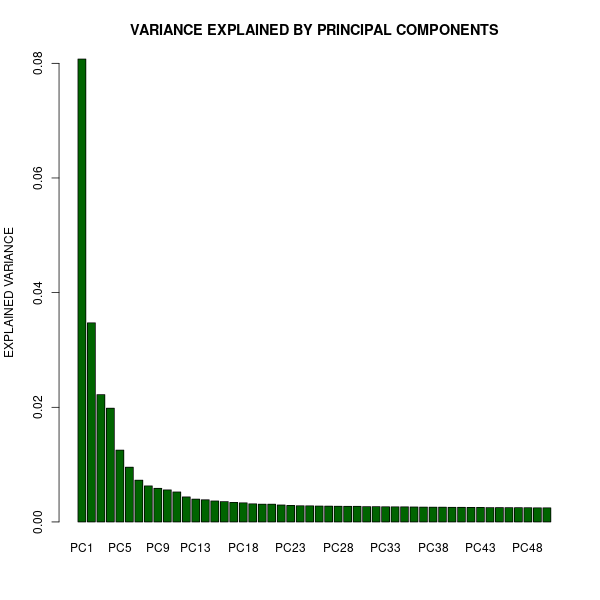 VARIANCE EXPLAINED BY PRINCIPAL COMPONENTS
EXPLAINED VARIANCE
0.08
0.06
0.04
0.02
0.00
PC1 PC5 PC9 PC13 PC18 PC23 PC28 PC33 PC38 PC43 PC48